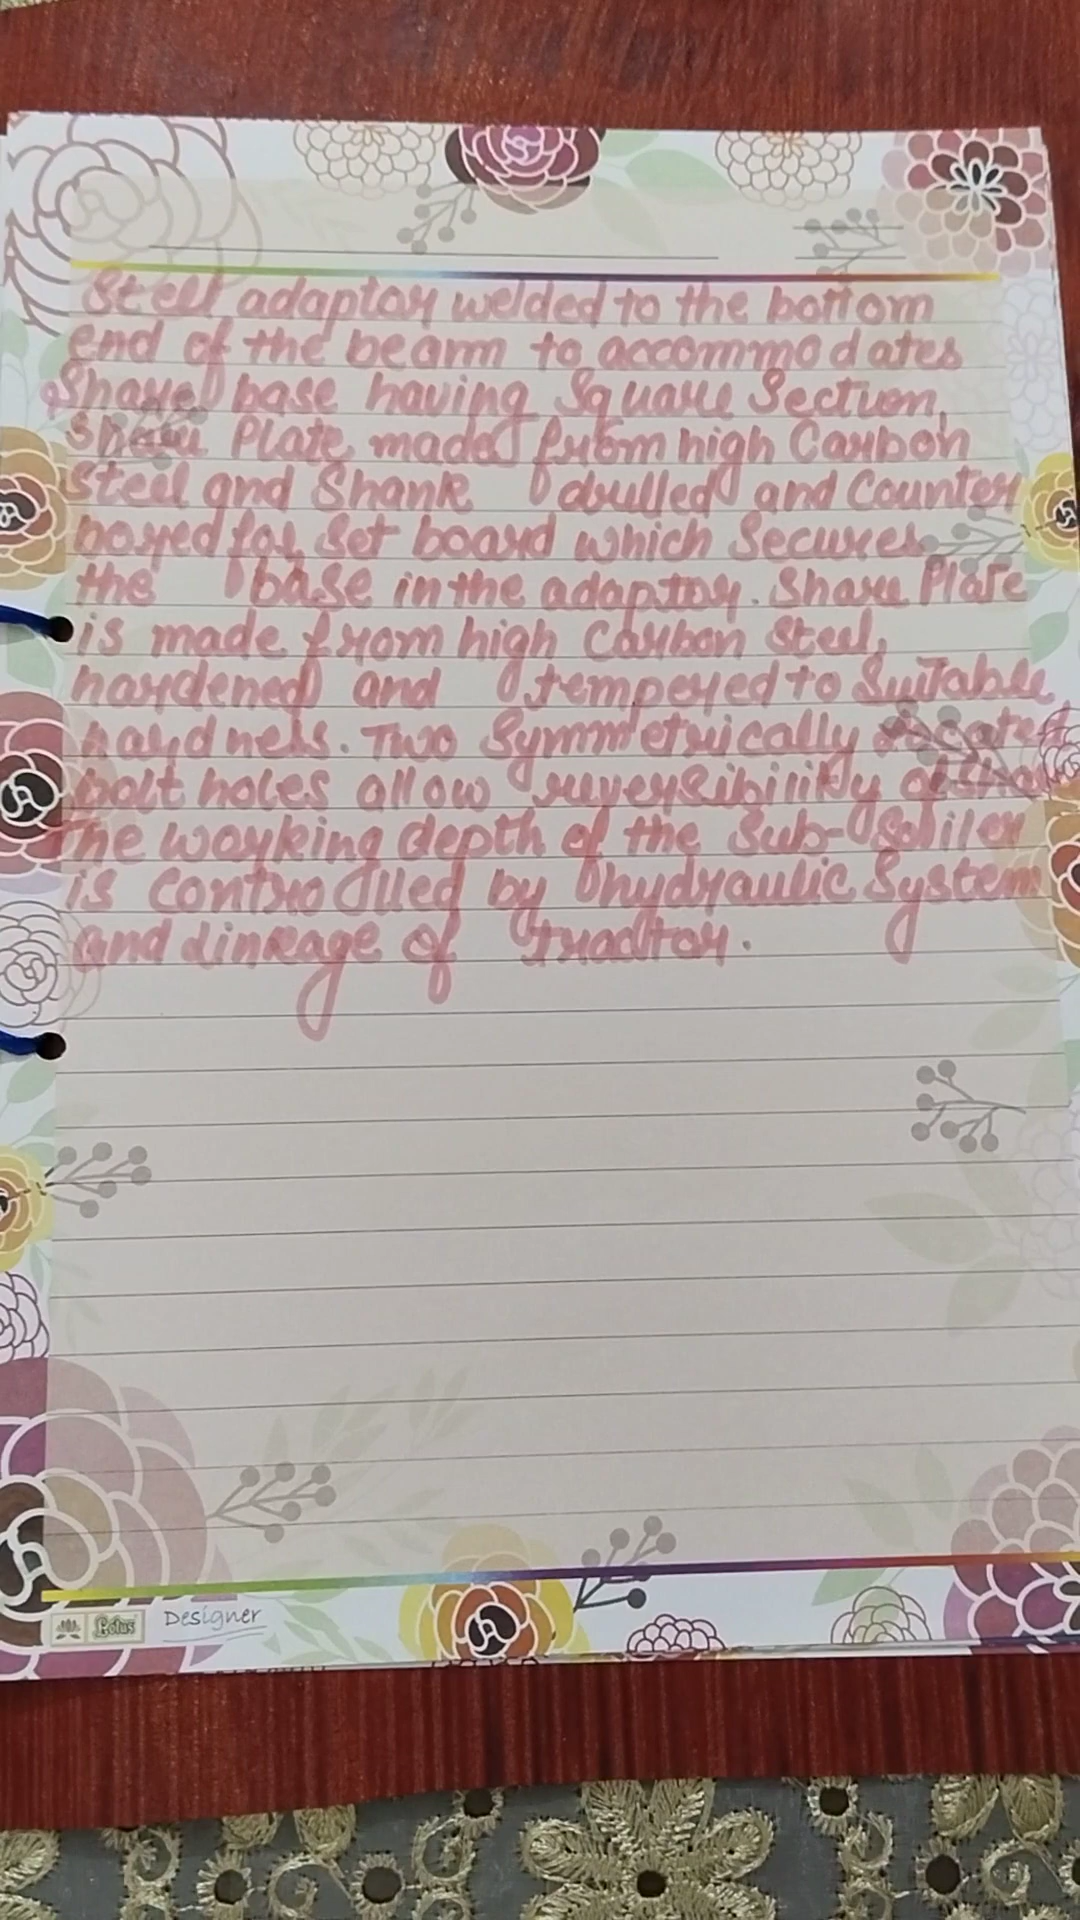 Steel adaptor welded to the bottom
end of the beam to accommodates
Share base having Square Section,
Share Plate made from high Carbon
Steel and Shank drilled and Counter
bored for set board which Secures
the base in the adaptor. Share Plate
is made from high Carbon Steel,
hardened and tempered to Suitable
hardness. Two Symmetrically located
bolt holes allow reversibility of share
The working depth of the Sub-Soiler
is Controlled by hydraulic System
and Linkage of tractor.
Lotus Designer